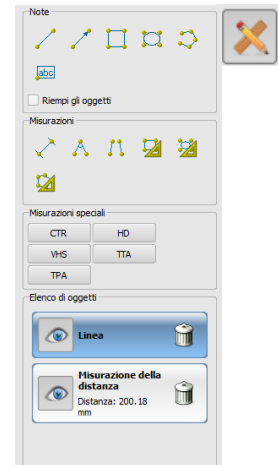 Note
abc
Riempi gli oggetti
Misurazioni
Misurazioni speciali
CTR
HD
VHS
TTA
TPA
Elenco di oggetti
Linea
Misurazione della
distanza
Distanza: 200.18
mm